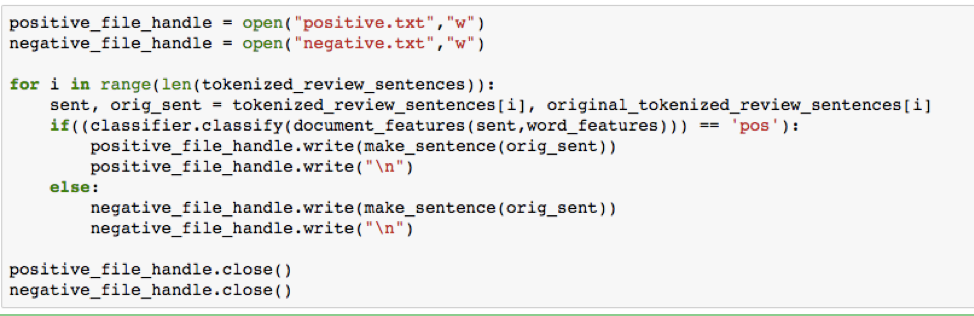 positive_file_handle = open("positive.txt","w")
negative_file_handle = open("negative.txt","w")

for i in range(len(tokenized_review_sentences)):
    sent, orig_sent = tokenized_review_sentences[i], original_tokenized_review_sentences[i]
    if((classifier.classify(document_features(sent,word_features))) == 'pos'):
        positive_file_handle.write(make_sentence(orig_sent))
        positive_file_handle.write("\n")
    else:
        negative_file_handle.write(make_sentence(orig_sent))
        negative_file_handle.write("\n")

positive_file_handle.close()
negative_file_handle.close()